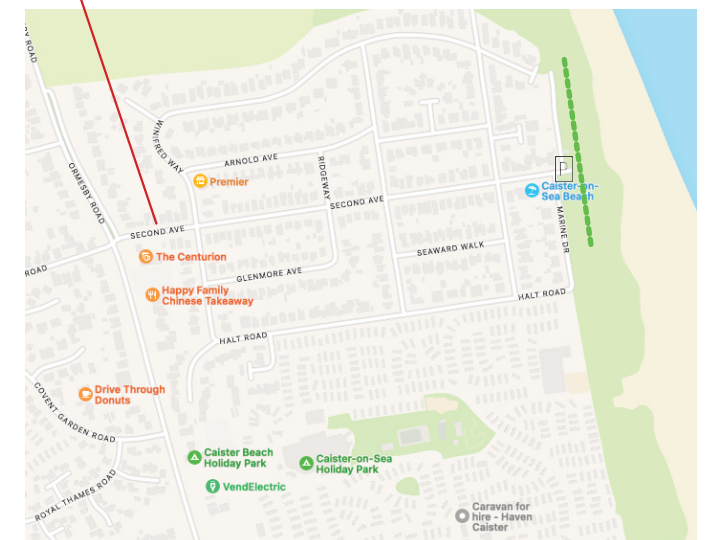 ORMESBY ROAD
WINIFRED WAY
ARNOLD AVE
RIDGEWAY
Premier
SECOND AVE
P
Caister-on-
Sea Beach
MARINE DR
SECOND AVE
The Centurion
SEAWARD WALK
ROAD
GLENMORE AVE
Happy Family
Chinese Takeaway
HALT ROAD
HALT ROAD
Drive Through
Donuts
COVENT GARDEN ROAD
Caister Beach
Holiday Park
Caister-on-Sea
Holiday Park
VendElectric
ROYAL THAMES ROAD
Caravan for
hire - Haven
Caister